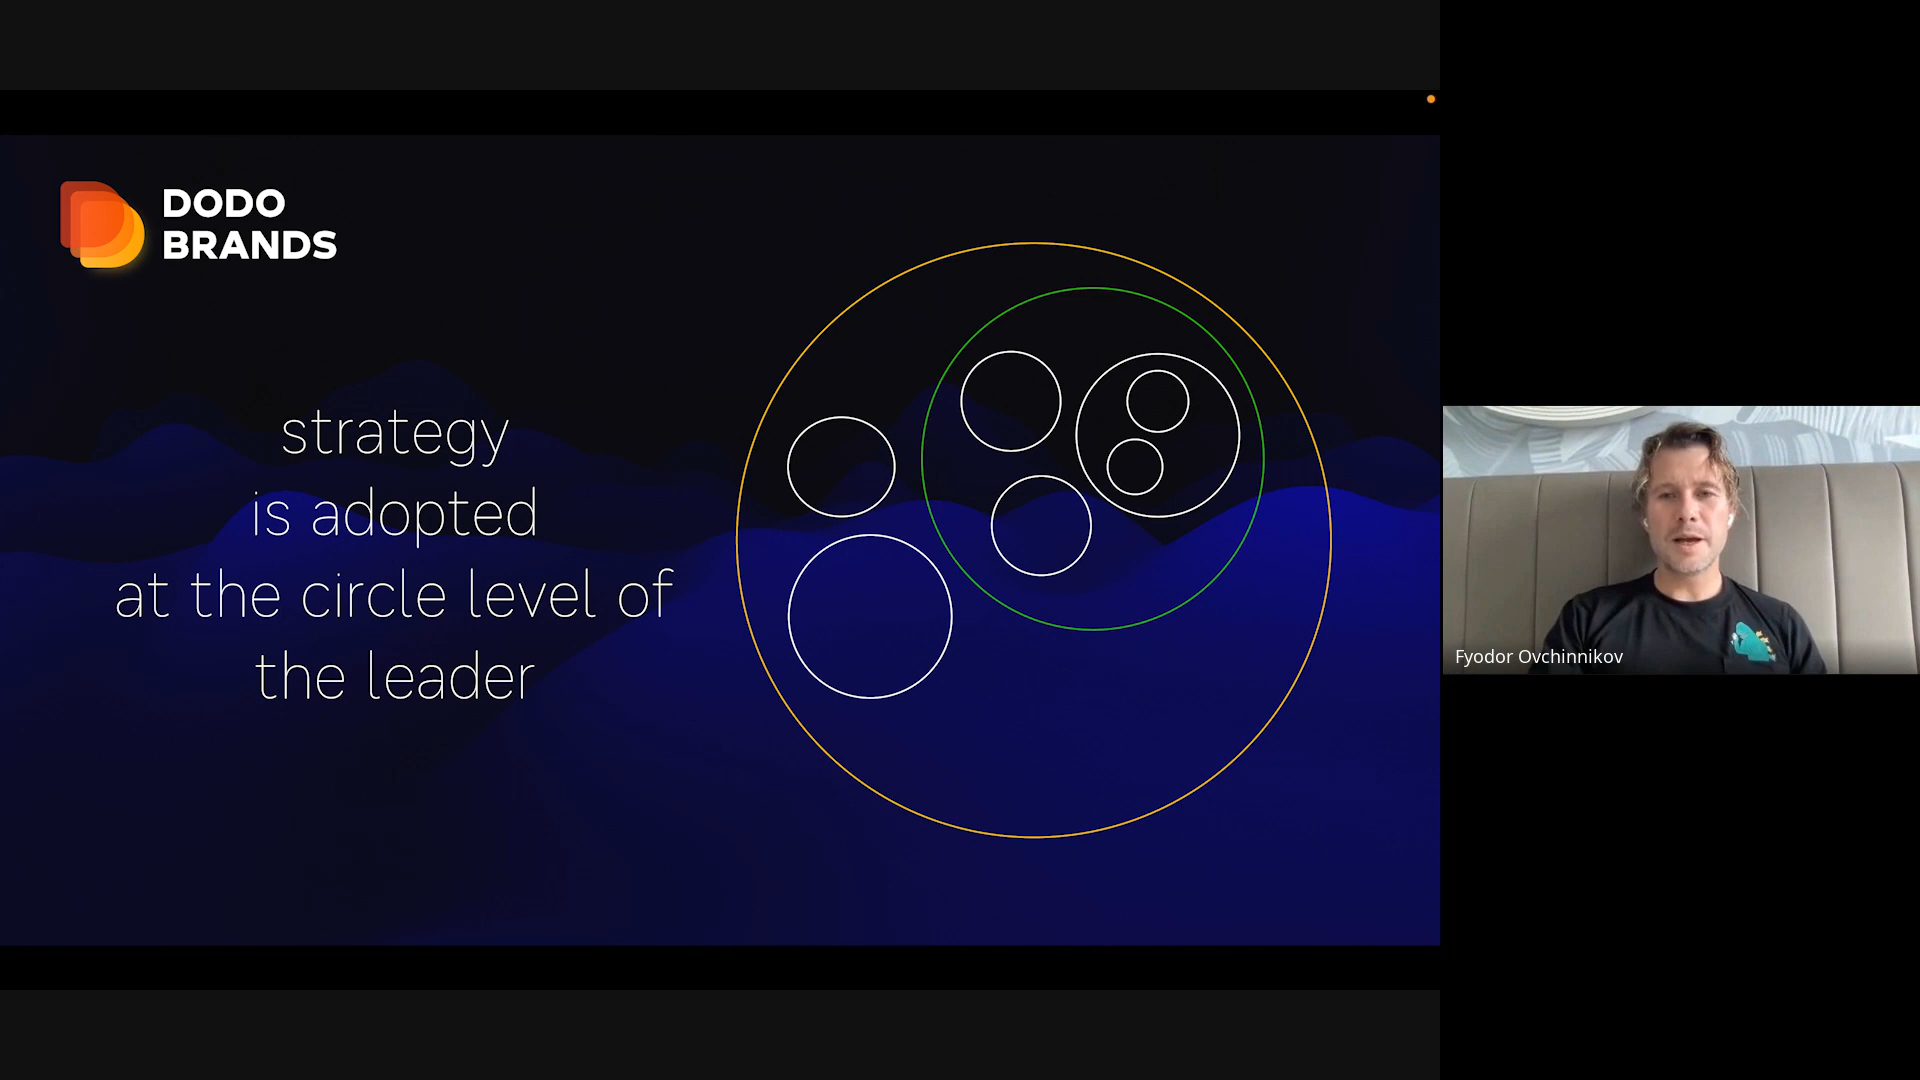 DODO
BRANDS
strategy
is adopted
at the circle level of
the leader
Fyodor Ovchinnikov